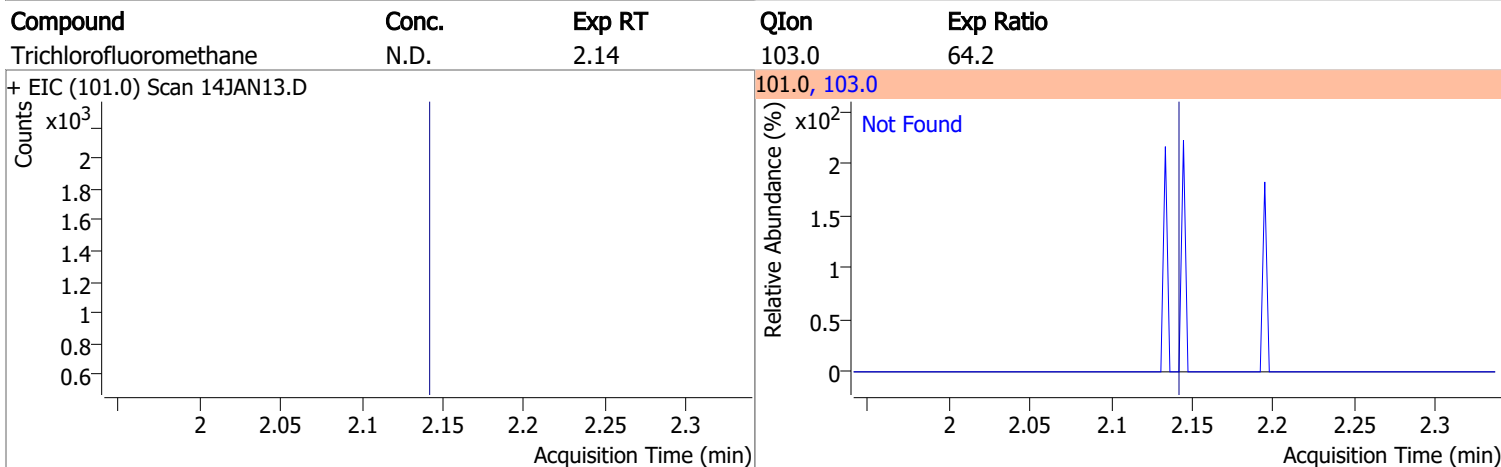 Compound Conc. Exp RT QIon Exp Ratio
Trichlorofluoromethane N.D. 2.14 103.0 64.2
+ EIC (101.0) Scan 14JAN13.D
Counts
x10³
2
1.8
1.6
1.4
1.2
1
0.8
0.6
2 2.05 2.1 2.15 2.2 2.25 2.3
Acquisition Time (min)
101.0, 103.0
Relative Abundance (%)
x10²
Not Found
2
1.5
1
0.5
0
2 2.05 2.1 2.15 2.2 2.25 2.3
Acquisition Time (min)